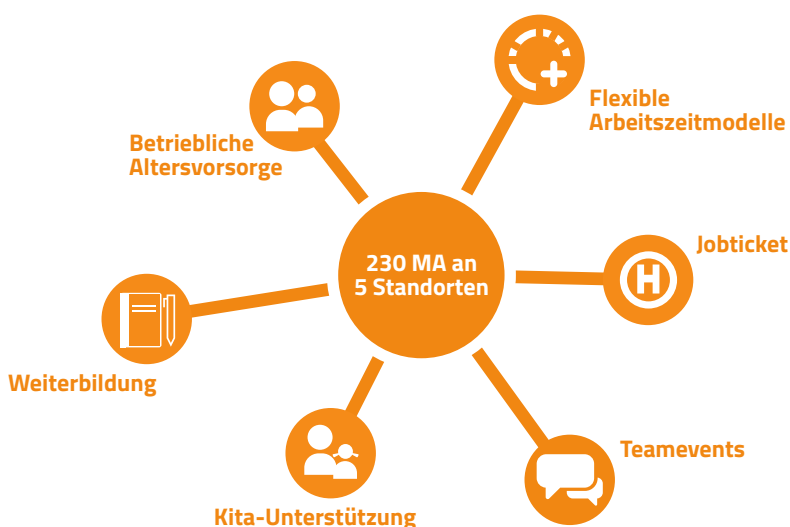 Flexible
Arbeitszeitmodelle
Betriebliche
Altersvorsorge
Jobticket
H
230 MA an
5 Standorten
Weiterbildung
Teamevents
Kita-Unterstützung